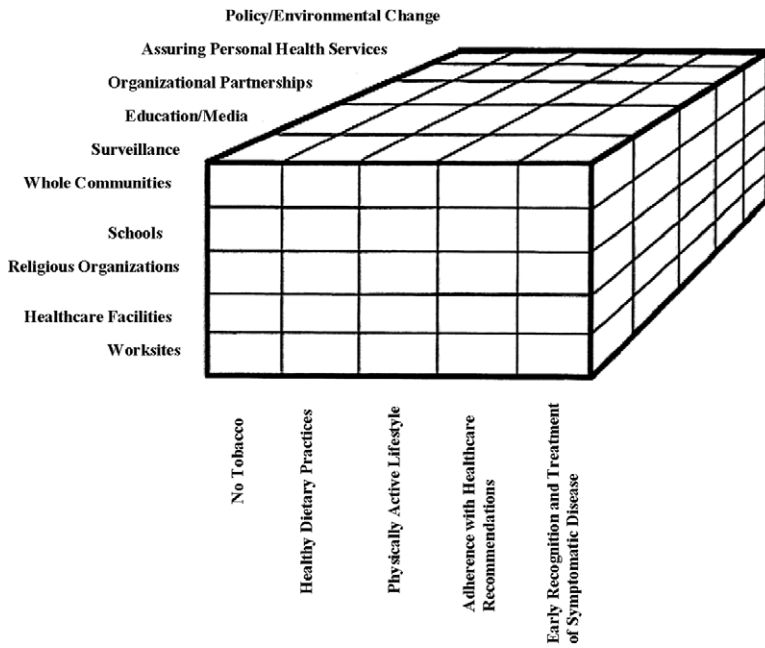 Policy/Environmental Change
Assuring Personal Health Services
Organizational Partnerships
Education/Media
Surveillance
Whole Communities
Schools
Religious Organizations
Healthcare Facilities
Worksites
No Tobacco
Healthy Dietary Practices
Physically Active Lifestyle
Adherence with Healthcare
Recommendations
Early Recognition and Treatment
of Symptomatic Disease